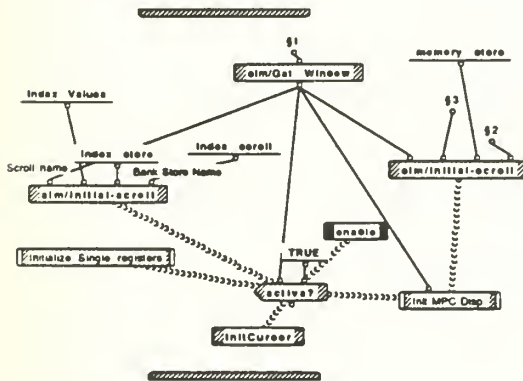 §1
memory store
sim/Get Window
Index Values
§3
§2
Index store
Index scroll
Scroll name
Bank Store Name
sim/initial-scroll
sim/initial-scroll
enable
Initialize Single registers
TRUE
active?
Init MPC Disp
InitCursor